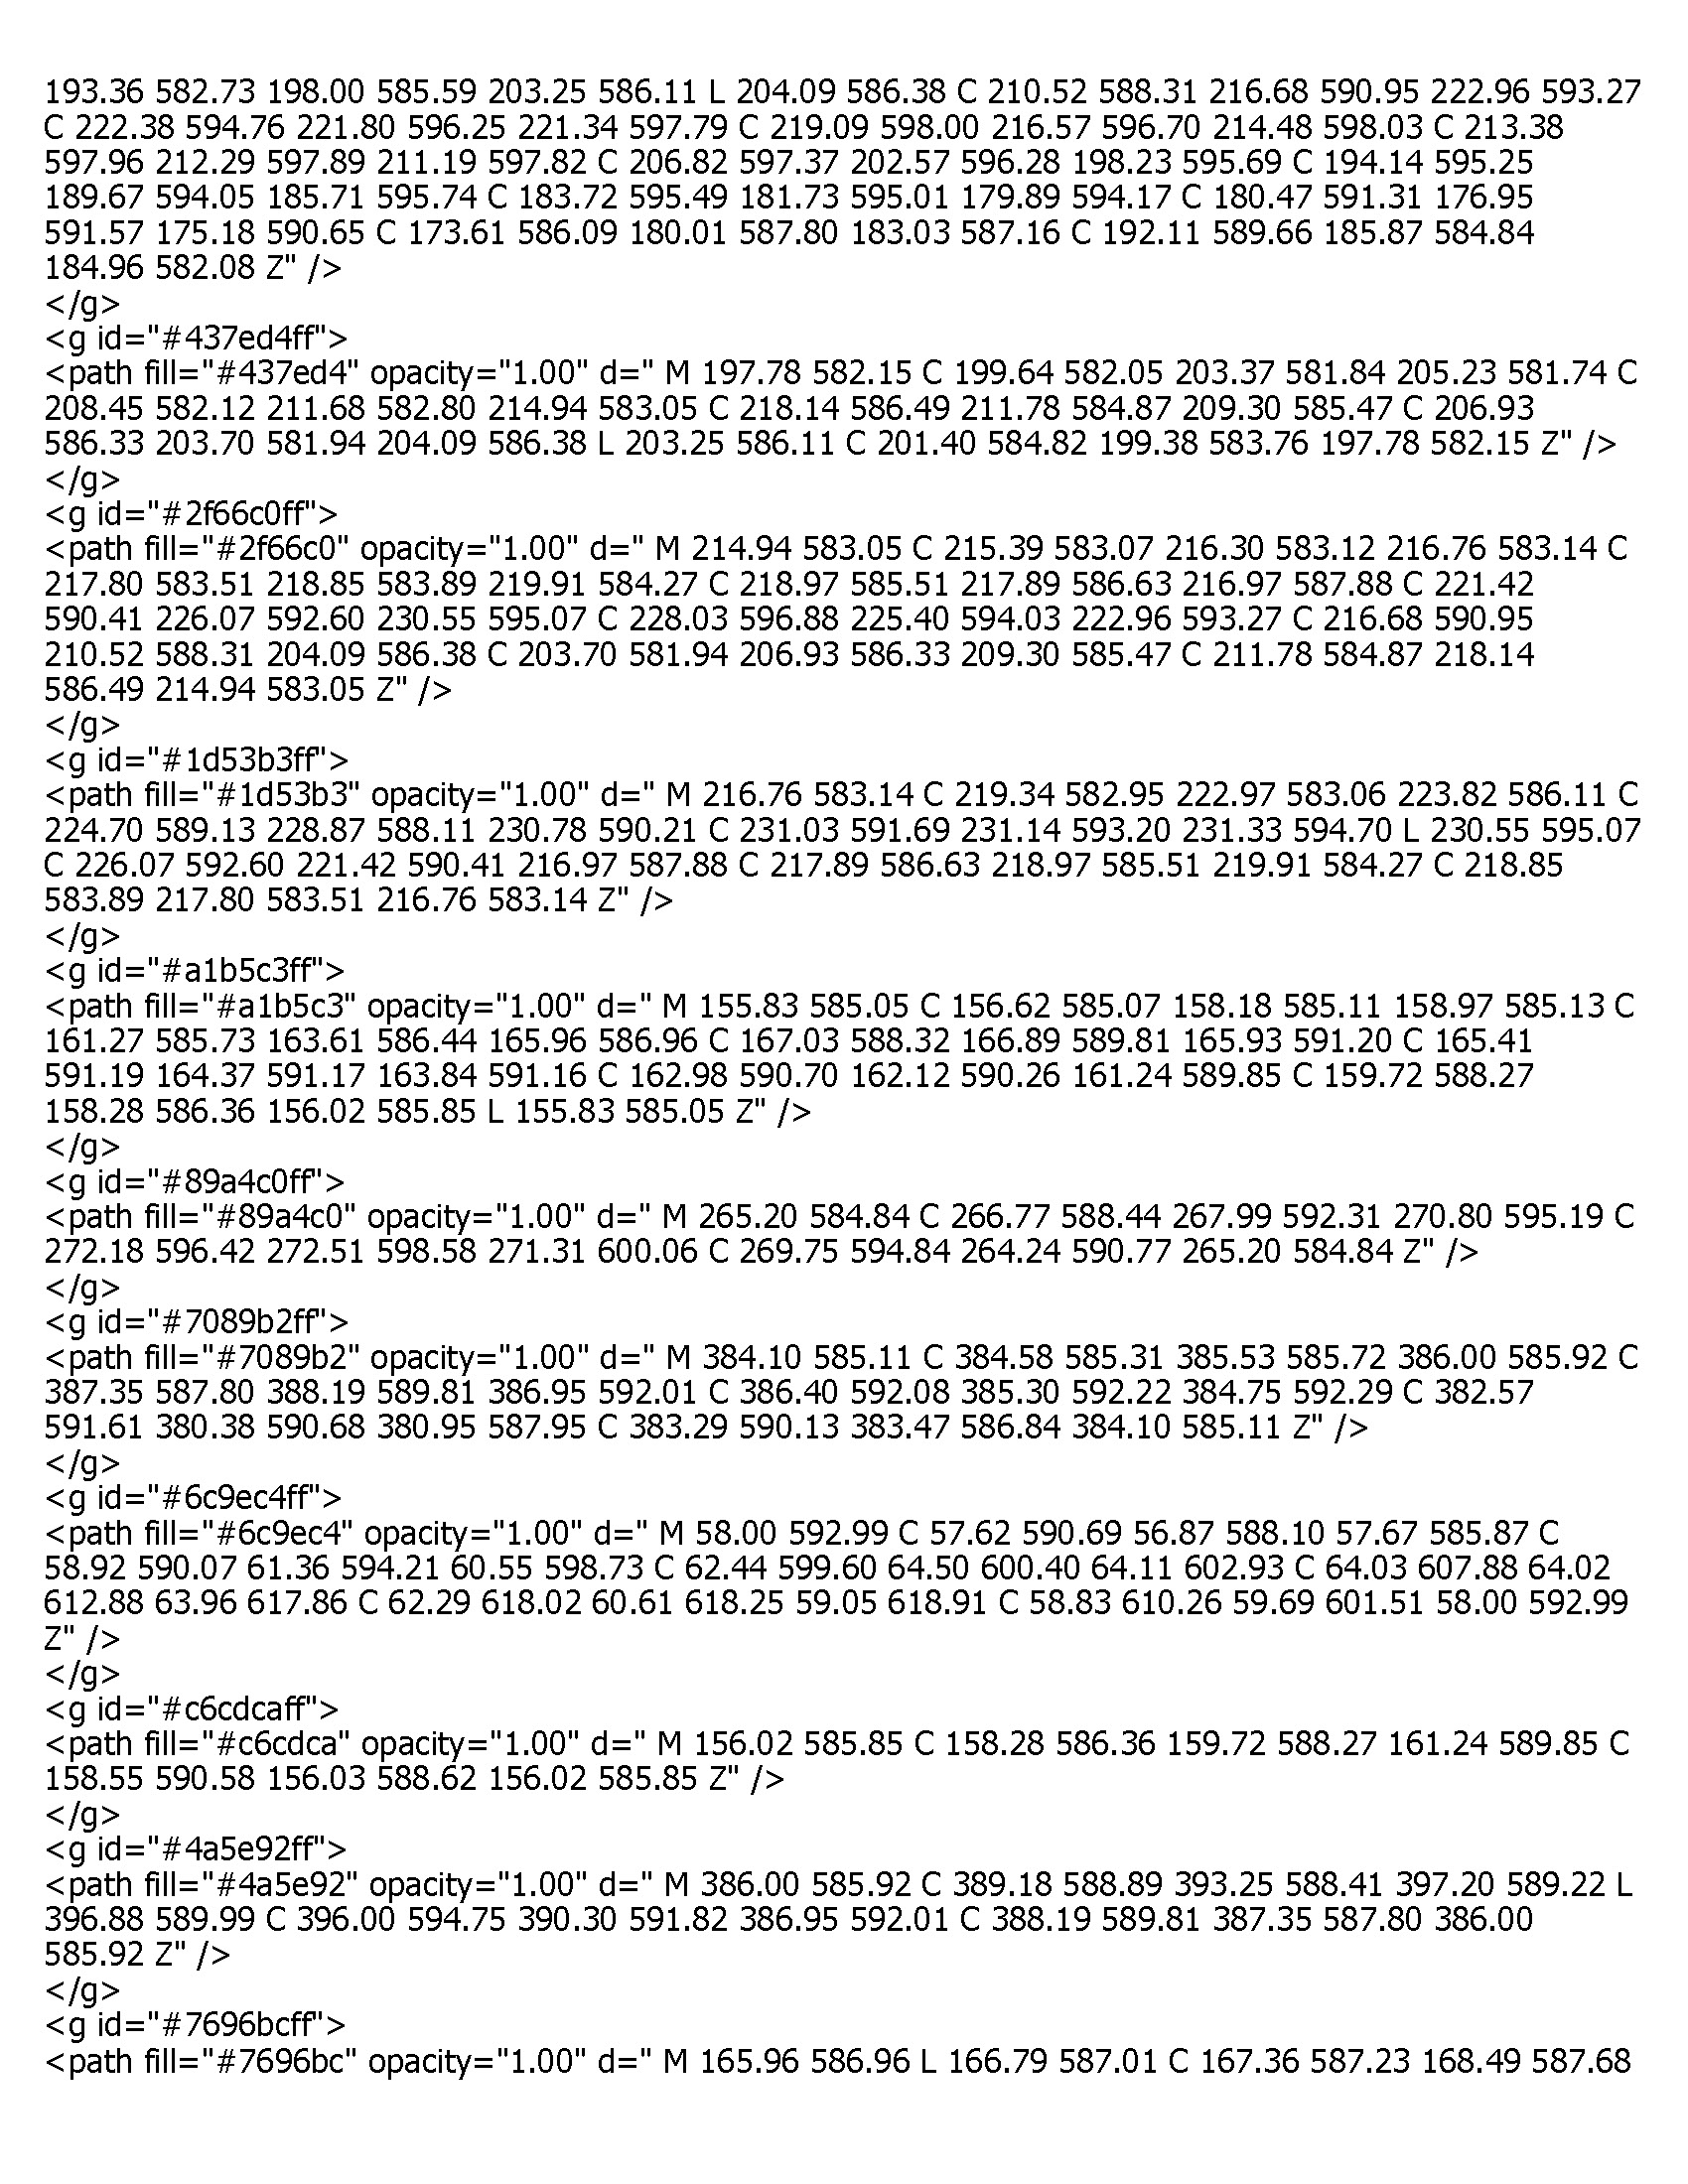 193.36 582.73 198.00 585.59 203.25 586.11 L 204.09 586.38 C 210.52 588.31 216.68 590.95 222.96 593.27
C 222.38 594.76 221.80 596.25 221.34 597.79 C 219.09 598.00 216.57 596.70 214.48 598.03 C 213.38
597.96 212.29 597.89 211.19 597.82 C 206.82 597.37 202.57 596.28 198.23 595.69 C 194.14 595.25
189.67 594.05 185.71 595.74 C 183.72 595.49 181.73 595.01 179.89 594.17 C 180.47 591.31 176.95
591.57 175.18 590.65 C 173.61 586.09 180.01 587.80 183.03 587.16 C 192.11 589.66 185.87 584.84
184.96 582.08 Z" />
</g>
<g id="#437ed4ff">
<path fill="#437ed4" opacity="1.00" d=" M 197.78 582.15 C 199.64 582.05 203.37 581.84 205.23 581.74 C
208.45 582.12 211.68 582.80 214.94 583.05 C 218.14 586.49 211.78 584.87 209.30 585.47 C 206.93
586.33 203.70 581.94 204.09 586.38 L 203.25 586.11 C 201.40 584.82 199.38 583.76 197.78 582.15 Z" />
</g>
<g id="#2f66c0ff">
<path fill="#2f66c0" opacity="1.00" d=" M 214.94 583.05 C 215.39 583.07 216.30 583.12 216.76 583.14 C
217.80 583.51 218.85 583.89 219.91 584.27 C 218.97 585.51 217.89 586.63 216.97 587.88 C 221.42
590.41 226.07 592.60 230.55 595.07 C 228.03 596.88 225.40 594.03 222.96 593.27 C 216.68 590.95
210.52 588.31 204.09 586.38 C 203.70 581.94 206.93 586.33 209.30 585.47 C 211.78 584.87 218.14
586.49 214.94 583.05 Z" />
</g>
<g id="#1d53b3ff">
<path fill="#1d53b3" opacity="1.00" d=" M 216.76 583.14 C 219.34 582.95 222.97 583.06 223.82 586.11 C
224.70 589.13 228.87 588.11 230.78 590.21 C 231.03 591.69 231.14 593.20 231.33 594.70 L 230.55 595.07
C 226.07 592.60 221.42 590.41 216.97 587.88 C 217.89 586.63 218.97 585.51 219.91 584.27 C 218.85
583.89 217.80 583.51 216.76 583.14 Z" />
</g>
<g id="#a1b5c3ff">
<path fill="#a1b5c3" opacity="1.00" d=" M 155.83 585.05 C 156.62 585.07 158.18 585.11 158.97 585.13 C
161.27 585.73 163.61 586.44 165.96 586.96 C 167.03 588.32 166.89 589.81 165.93 591.20 C 165.41
591.19 164.37 591.17 163.84 591.16 C 162.98 590.70 162.12 590.26 161.24 589.85 C 159.72 588.27
158.28 586.36 156.02 585.85 L 155.83 585.05 Z" />
</g>
<g id="#89a4c0ff">
<path fill="#89a4c0" opacity="1.00" d=" M 265.20 584.84 C 266.77 588.44 267.99 592.31 270.80 595.19 C
272.18 596.42 272.51 598.58 271.31 600.06 C 269.75 594.84 264.24 590.77 265.20 584.84 Z" />
</g>
<g id="#7089b2ff">
<path fill="#7089b2" opacity="1.00" d=" M 384.10 585.11 C 384.58 585.31 385.53 585.72 386.00 585.92 C
387.35 587.80 388.19 589.81 386.95 592.01 C 386.40 592.08 385.30 592.22 384.75 592.29 C 382.57
591.61 380.38 590.68 380.95 587.95 C 383.29 590.13 383.47 586.84 384.10 585.11 Z" />
</g>
<g id="#6c9ec4ff">
<path fill="#6c9ec4" opacity="1.00" d=" M 58.00 592.99 C 57.62 590.69 56.87 588.10 57.67 585.87 C
58.92 590.07 61.36 594.21 60.55 598.73 C 62.44 599.60 64.50 600.40 64.11 602.93 C 64.03 607.88 64.02
612.88 63.96 617.86 C 62.29 618.02 60.61 618.25 59.05 618.91 C 58.83 610.26 59.69 601.51 58.00 592.99
Z" />
</g>
<g id="#c6cdcaff">
<path fill="#c6cdca" opacity="1.00" d=" M 156.02 585.85 C 158.28 586.36 159.72 588.27 161.24 589.85 C
158.55 590.58 156.03 588.62 156.02 585.85 Z" />
</g>
<g id="#4a5e92ff">
<path fill="#4a5e92" opacity="1.00" d=" M 386.00 585.92 C 389.18 588.89 393.25 588.41 397.20 589.22 L
396.88 589.99 C 396.00 594.75 390.30 591.82 386.95 592.01 C 388.19 589.81 387.35 587.80 386.00
585.92 Z" />
</g>
<g id="#7696bcff">
<path fill="#7696bc" opacity="1.00" d=" M 165.96 586.96 L 166.79 587.01 C 167.36 587.23 168.49 587.68